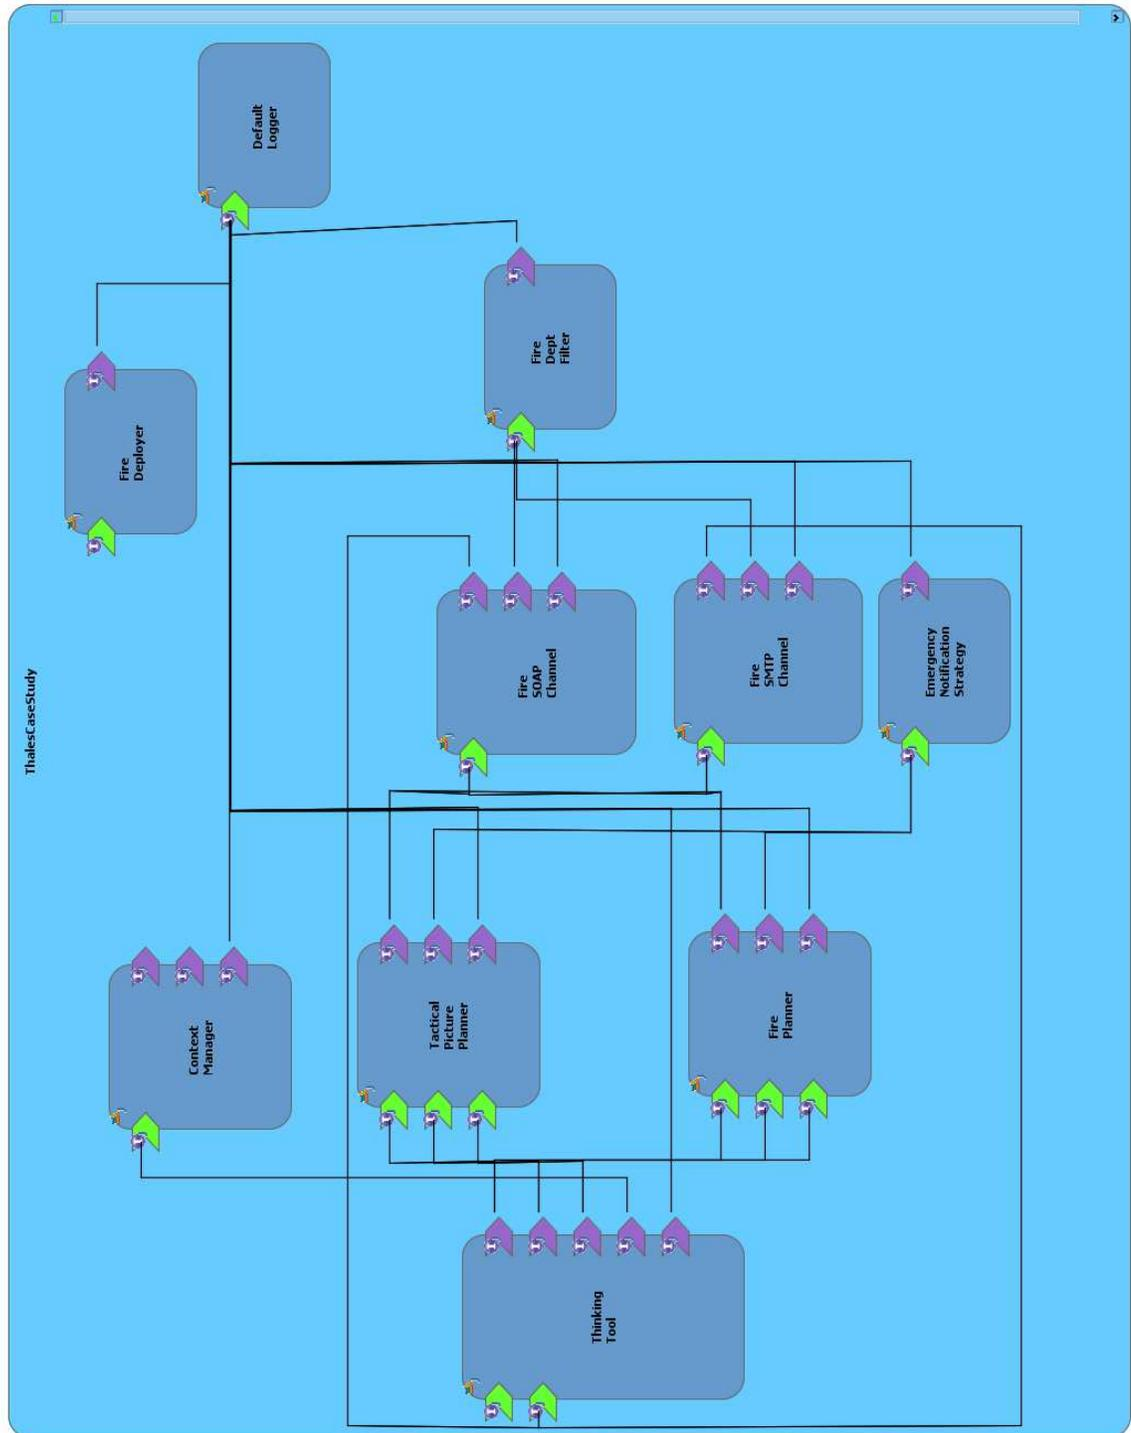 ThalesCaseStudy
Default
Logger
Fire
Deployer
Fire
Dept
Filter
Fire
SOAP
Channel
Fire
SMTP
Channel
Emergency
Notification
Strategy
Context
Manager
Tactical
Picture
Planner
Fire
Planner
Thinking
Tool